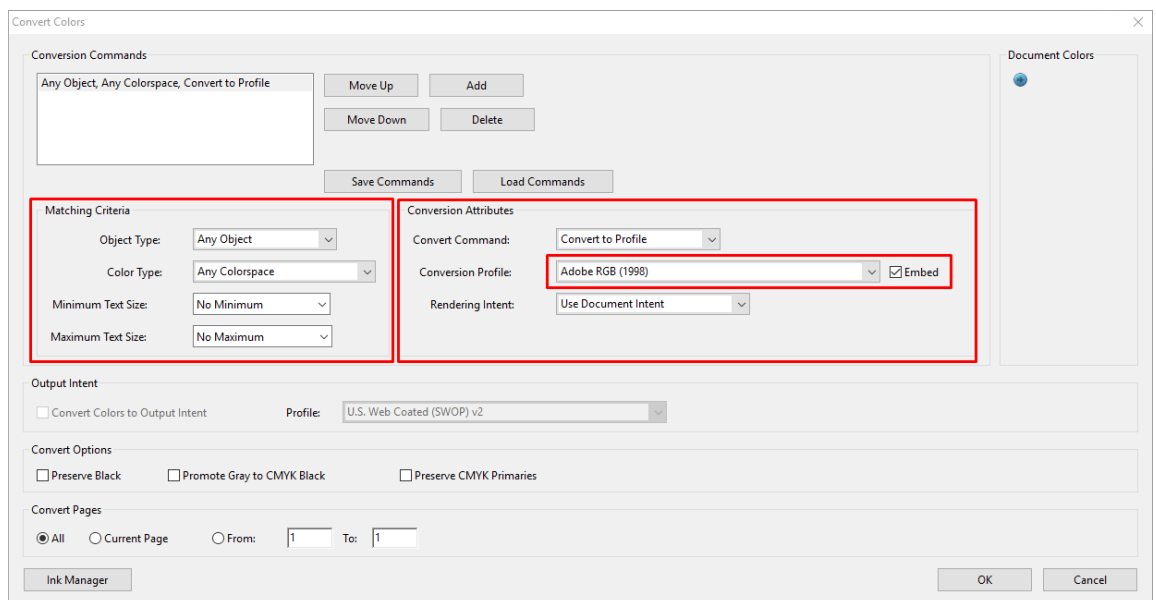 Convert Colors
Conversion Commands
Document Colors
Any Object, Any Colorspace, Convert to Profile
Move Up
Add
Move Down
Delete
Save Commands
Load Commands
Matching Criteria
Object Type: Any Object
Color Type: Any Colorspace
Minimum Text Size: No Minimum
Maximum Text Size: No Maximum
Conversion Attributes
Convert Command: Convert to Profile
Conversion Profile: Adobe RGB (1998) Embed
Rendering Intent: Use Document Intent
Output Intent
Convert Colors to Output Intent Profile: U.S. Web Coated (SWOP) v2
Convert Options
Preserve Black Promote Gray to CMYK Black Preserve CMYK Primaries
Convert Pages
All Current Page From: 1 To: 1
Ink Manager OK Cancel